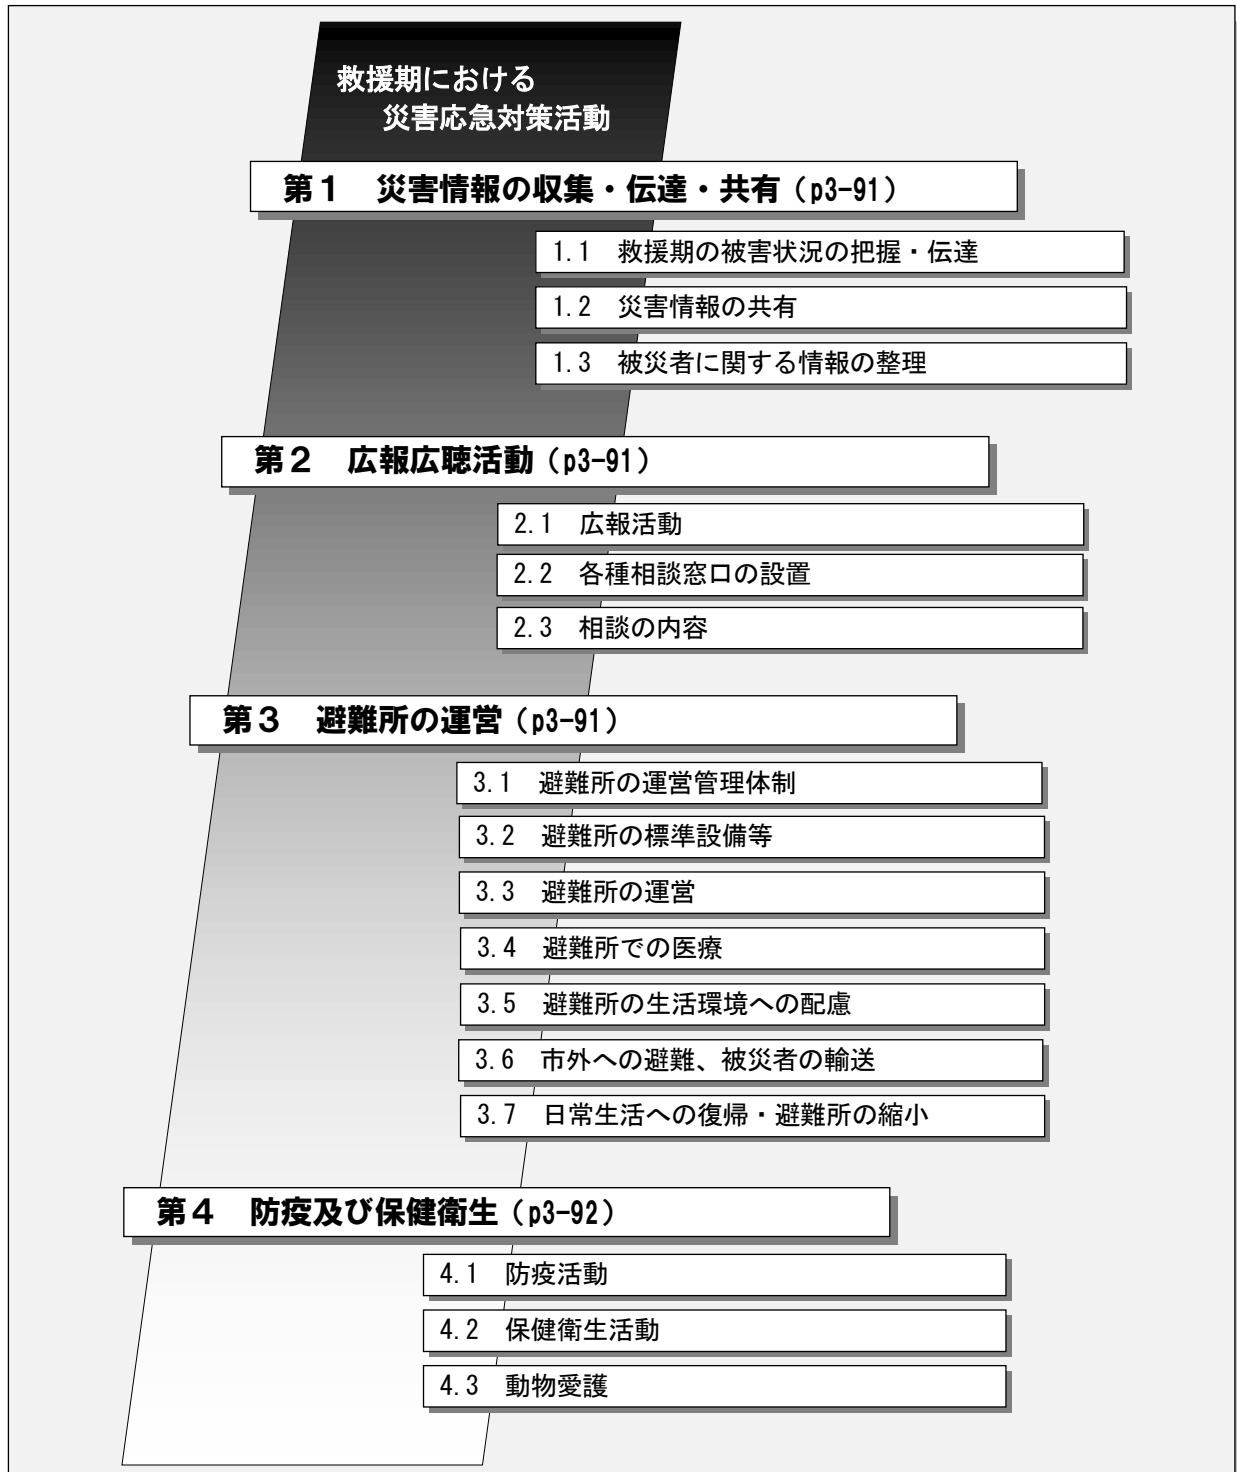 救援期における
災害応急対策活動
第１　災害情報の収集・伝達・共有（p3-91）
1.1　救援期の被害状況の把握・伝達
1.2　災害情報の共有
1.3　被災者に関する情報の整理
第２　広報広聴活動（p3-91）
2.1　広報活動
2.2　各種相談窓口の設置
2.3　相談の内容
第３　避難所の運営（p3-91）
3.1　避難所の運営管理体制
3.2　避難所の標準設備等
3.3　避難所の運営
3.4　避難所での医療
3.5　避難所の生活環境への配慮
3.6　市外への避難、被災者の輸送
3.7　日常生活への復帰・避難所の縮小
第４　防疫及び保健衛生（p3-92）
4.1　防疫活動
4.2　保健衛生活動
4.3　動物愛護